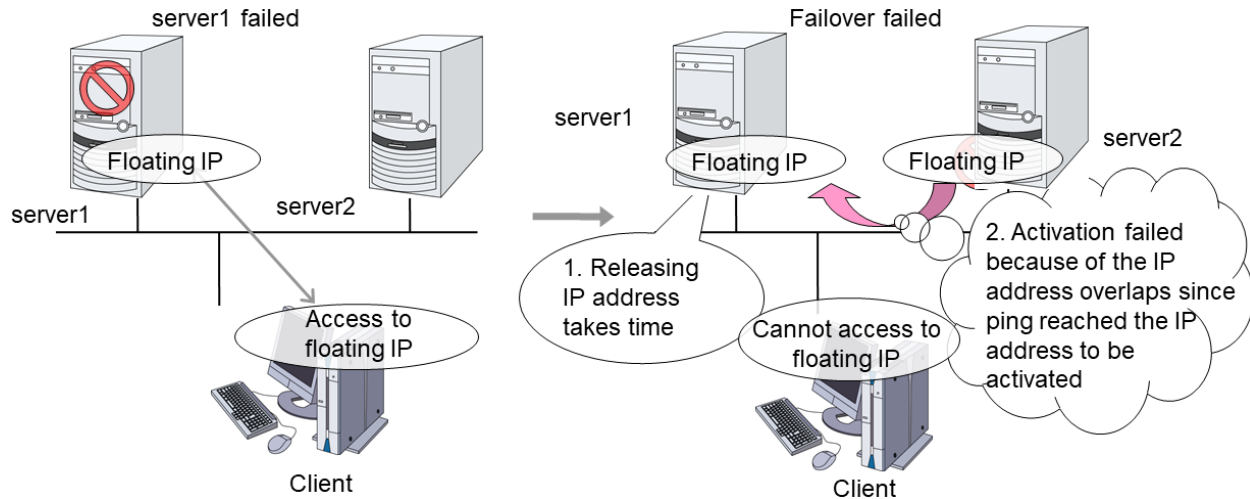 server1 failed
Floating IP
server1
server2
Access to
floating IP
Client
Failover failed
server1
Floating IP
Floating IP
server2
1. Releasing
IP address
takes time
2. Activation failed
because of the IP
address overlaps since
ping reached the IP
address to be
activated
Cannot access to
floating IP
Client